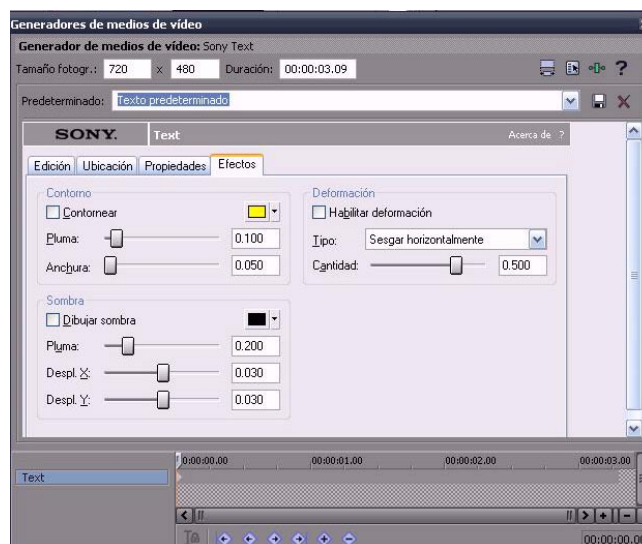 Generadores de medios de vídeo
Generador de medios de vídeo: Sony Text
Tamaño fotogr.: 720 x 480 Duración: 00:00:03.09
Predeterminado: Texto predeterminado
SONY. Text Acerca de ?
Edición Ubicación Propiedades Efectos
Contorno
Contornear
Pluma: 0.100
Anchura: 0.050
Deformación
Habilitar deformación
Tipo: Sesgar horizontalmente
Cantidad: 0.500
Sombra
Dibujar sombra
Pluma: 0.200
Despl. X: 0.030
Despl. Y: 0.030
0:00:00.00 00:00:01.00 00:00:02.00 00:00:03.00
Text
00:00:00.0